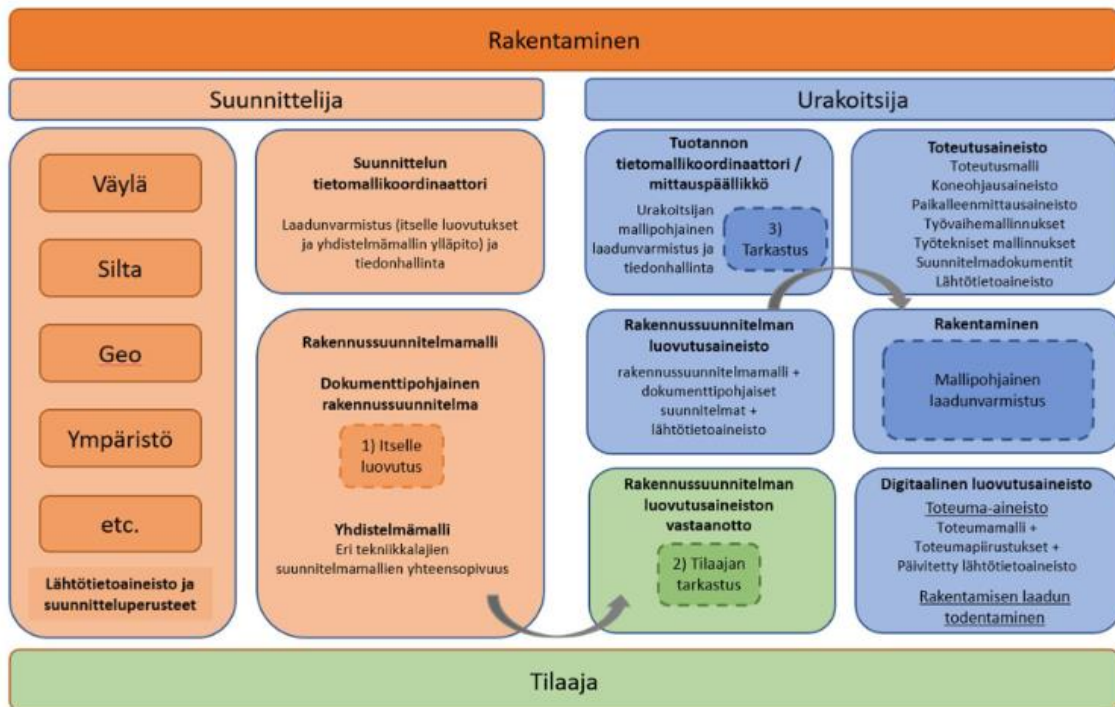 Rakentaminen
Suunnittelija
Väylä
Silta
Geo
Ympäristö
etc.
Lähtötietoaineisto ja
suunnitteluperusteet
Suunnittelun
tietomallikoordinaattori
Laadunvarmistus (itselle luovutukset
ja yhdistelmämallin ylläpito) ja
tiedonhallinta
Rakennussuunnitelmamalli
Dokumenttipohjainen
rakennussuunnitelma
1) Itselle
luovutus
Yhdistelmämalli
Eri tekniikkalajien
suunnitelmamallien yhteensopivuus
Urakoitsija
Tuotannon
tietomallikoordinaattori /
mittauspäällikkö
Urakoitsijan
mallipohjainen
laadunvarmistus ja
tiedonhallinta
3)
Tarkastus
Toteutusaineisto
Toteutusmalli
Koneohjausaineisto
Paikalleenmittausaineisto
Työvaihemallinnukset
Työtekniset mallinnukset
Suunnitelmadokumentit
Lähtötietoaineisto
Rakennussuunnitelman
luovutusaineisto
rakennussuunnitelmamalli +
dokumenttipohjaiset
suunnitelmat +
lähtötietoaineisto
Rakentaminen
Mallipohjainen
laadunvarmistus
Rakennussuunnitelman
luovutusaineiston
vastaanotto
2) Tilaajan
tarkastus
Digitaalinen luovutusaineisto
Toteuma-aineisto
Toteumamalli +
Toteumapiirustukset +
Päivitetty lähtötietoaineisto
Rakentamisen laadun
todentaminen
Tilaaja